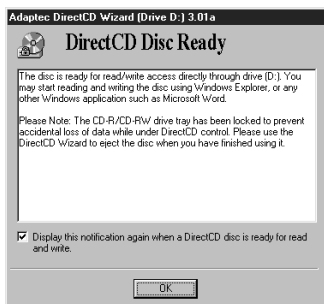 Adaptec DirectCD Wizard (Drive D:) 3.01a
DirectCD Disc Ready
The disc is ready for read/write access directly through drive (D:). You
may start reading and writing the disc using Windows Explorer, or any
other Windows application such as Microsoft Word.
Please Note: The CD-R/CD-RW drive tray has been locked to prevent
accidental loss of data while under DirectCD control. Please use the
DirectCD Wizard to eject the disc when you have finished using it.
Display this notification again when a DirectCD disc is ready for read
and write.
OK